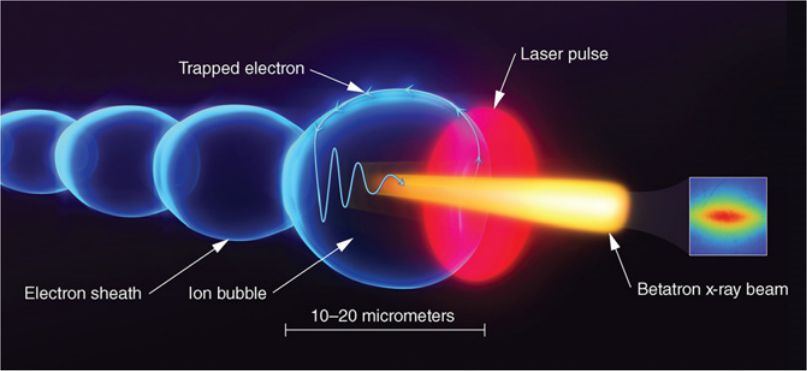 Laser pulse
Trapped electron
Electron sheath
Ion bubble
Betatron x-ray beam
10–20 micrometers